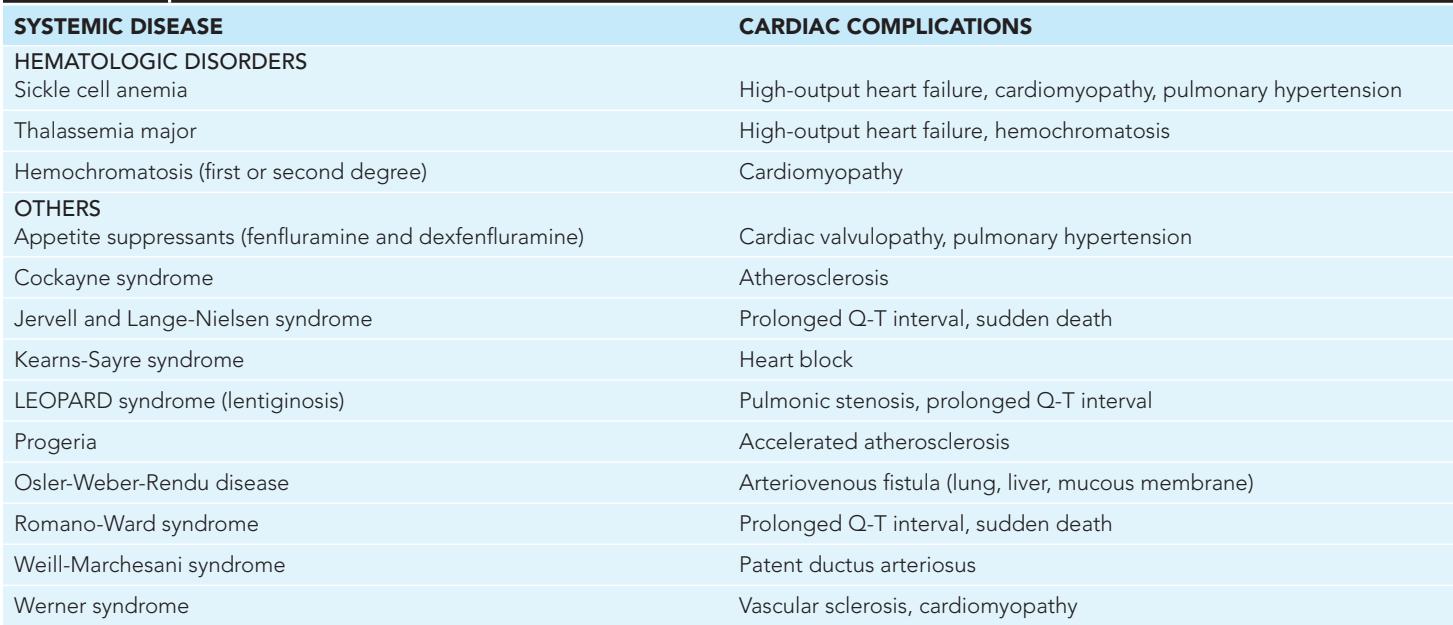 SYSTEMIC DISEASE CARDIAC COMPLICATIONS
HEMATOLOGIC DISORDERS
Sickle cell anemia High-output heart failure, cardiomyopathy, pulmonary hypertension
Thalassemia major High-output heart failure, hemochromatosis
Hemochromatosis (first or second degree) Cardiomyopathy
OTHERS
Appetite suppressants (fenfluramine and dexfenfluramine) Cardiac valvulopathy, pulmonary hypertension
Cockayne syndrome Atherosclerosis
Jervell and Lange-Nielsen syndrome Prolonged Q-T interval, sudden death
Kearns-Sayre syndrome Heart block
LEOPARD syndrome (lentiginosis) Pulmonic stenosis, prolonged Q-T interval
Progeria Accelerated atherosclerosis
Osler-Weber-Rendu disease Arteriovenous fistula (lung, liver, mucous membrane)
Romano-Ward syndrome Prolonged Q-T interval, sudden death
Weill-Marchesani syndrome Patent ductus arteriosus
Werner syndrome Vascular sclerosis, cardiomyopathy